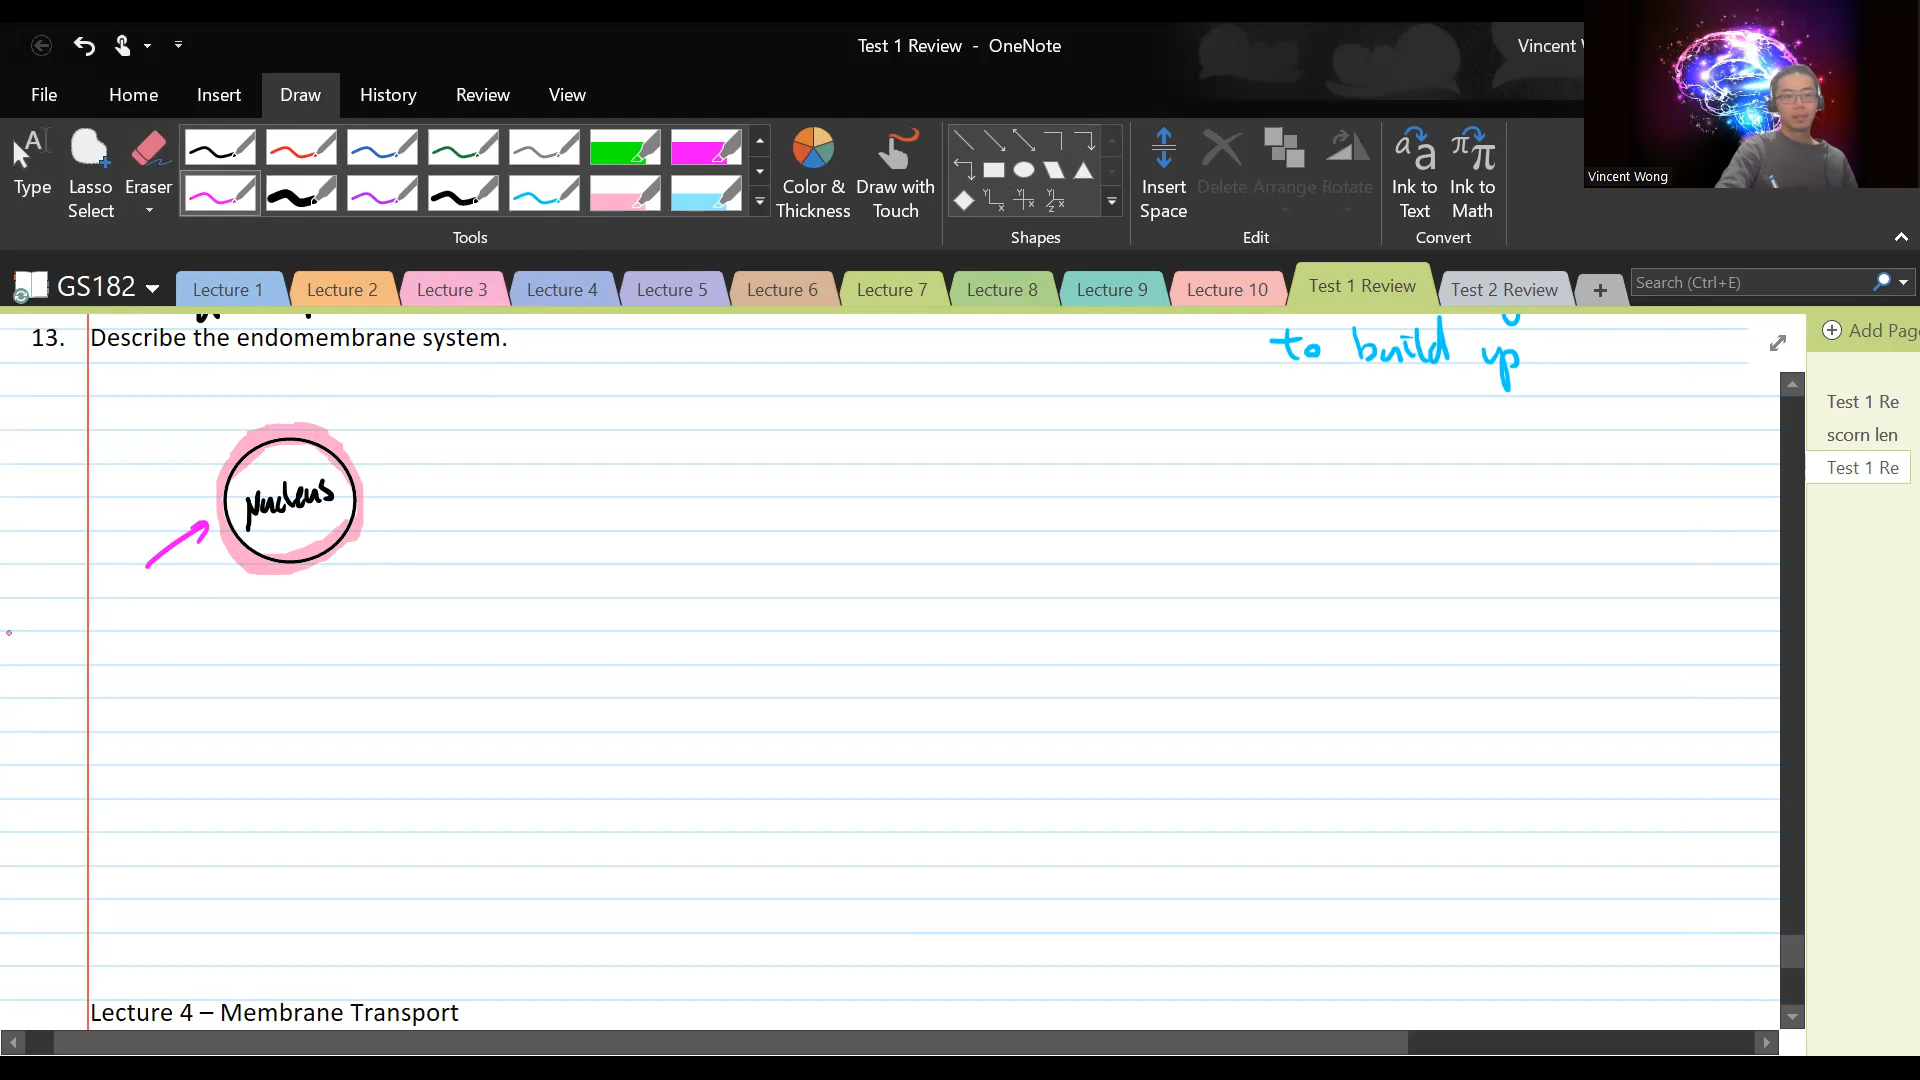 Test 1 Review - OneNote
Vincent W
File Home Insert Draw History Review View
Type
Lasso Select
Eraser
Color & Thickness
Draw with Touch
Insert Space
Delete
Arrange
Rotate
Ink to Text
Ink to Math
Tools
Shapes
Edit
Convert
Vincent Wong
GS182
Lecture 1
Lecture 2
Lecture 3
Lecture 4
Lecture 5
Lecture 6
Lecture 7
Lecture 8
Lecture 9
Lecture 10
Test 1 Review
Test 2 Review
Search (Ctrl+E)
Add Pag
Test 1 Re
scorn len
Test 1 Re
to build up
13. Describe the endomembrane system.
Nucleus
Lecture 4 – Membrane Transport